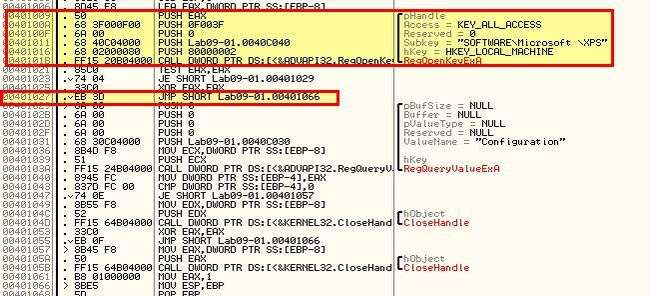 00401006 . 8D45 F8 LEA EAX,DWORD PTR SS:[EBP-8]
00401009 . 50 PUSH EAX pHandle
0040100A . 68 3F000F00 PUSH 0F003F Access = KEY_ALL_ACCESS
0040100F . 6A 00 PUSH 0 Reserved = 0
00401011 . 68 40C04000 PUSH Lab09-01.0040C040 Subkey = "SOFTWARE\Microsoft \XPS"
00401016 . 68 02000080 PUSH 80000002 hKey = HKEY_LOCAL_MACHINE
0040101B . FF15 20B04000 CALL DWORD PTR DS:[<&ADVAPI32.RegOpenKe RegOpenKeyExA
. 85C0 TEST EAX,EAX
00401023 .v74 04 JE SHORT Lab09-01.00401029
00401025 . 33C0 XOR EAX,EAX
00401027 .vEB 3D JMP SHORT Lab09-01.00401066
> 6A 00 PUSH 0 pBufSize = NULL
0040102B . 6A 00 PUSH 0 Buffer = NULL
0040102D . 6A 00 PUSH 0 pValueType = NULL
0040102F . 6A 00 PUSH 0 Reserved = NULL
00401031 . 68 30C04000 PUSH Lab09-01.0040C030 ValueName = "Configuration"
00401036 . 8B4D F8 MOV ECX,DWORD PTR SS:[EBP-8]
00401039 . 51 PUSH ECX hKey
0040103A . FF15 24B04000 CALL DWORD PTR DS:[<&ADVAPI32.RegQueryV RegQueryValueExA
00401040 . 8945 FC MOV DWORD PTR SS:[EBP-4],EAX
00401043 . 837D FC 00 CMP DWORD PTR SS:[EBP-4],0
00401047 .v74 0E JE SHORT Lab09-01.00401057
00401049 . 8B55 F8 MOV EDX,DWORD PTR SS:[EBP-8]
0040104C . 52 PUSH EDX hObject
0040104D . FF15 64B04000 CALL DWORD PTR DS:[<&KERNEL32.CloseHand CloseHandle
00401053 . 33C0 XOR EAX,EAX
00401055 .vEB 0F JMP SHORT Lab09-01.00401066
00401057 > 8B45 F8 MOV EAX,DWORD PTR SS:[EBP-8]
0040105A . 50 PUSH EAX hObject
0040105B . FF15 64B04000 CALL DWORD PTR DS:[<&KERNEL32.CloseHand CloseHandle
00401061 . B8 01000000 MOV EAX,1
00401066 > 8BE5 MOV ESP,EBP